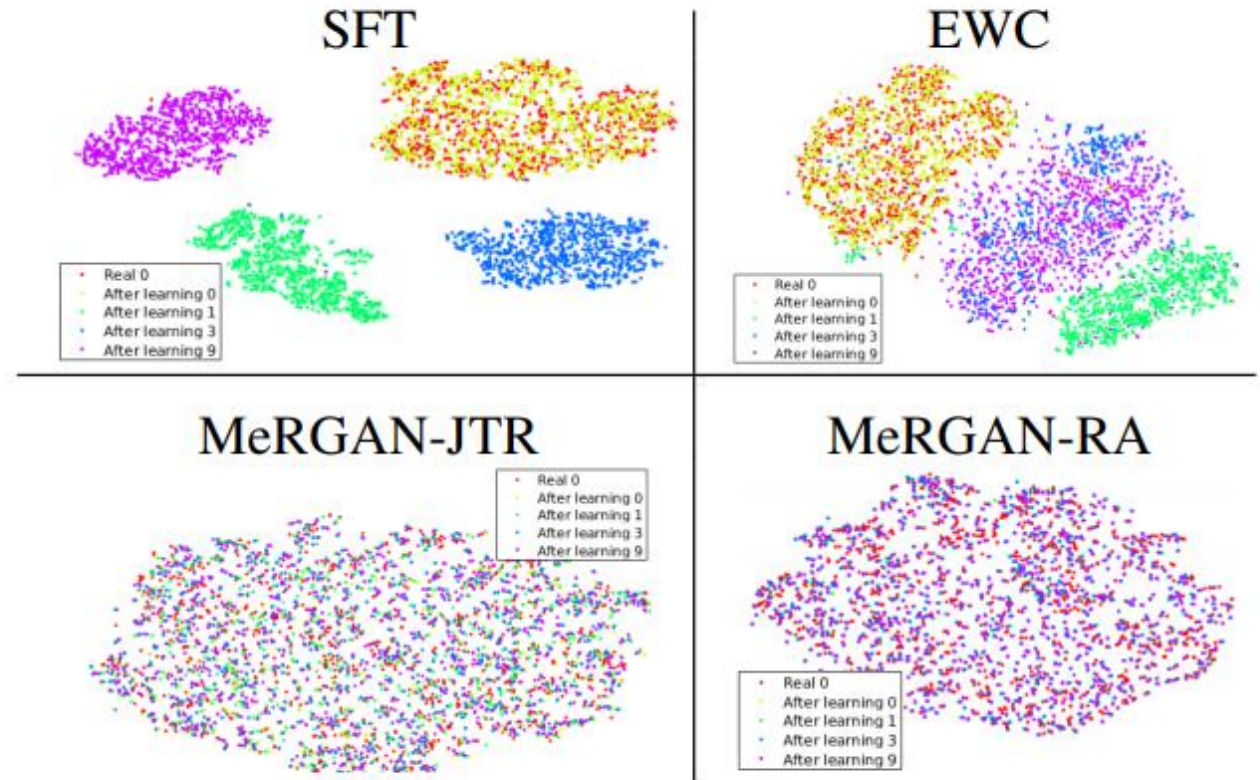 SFT
Real 0
After learning 0
After learning 1
After learning 3
After learning 9
EWC
Real 0
After learning 0
After learning 1
After learning 3
After learning 9
MeRGAN-JTR
Real 0
After learning 0
After learning 1
After learning 3
After learning 9
MeRGAN-RA
Real 0
After learning 0
After learning 1
After learning 3
After learning 9